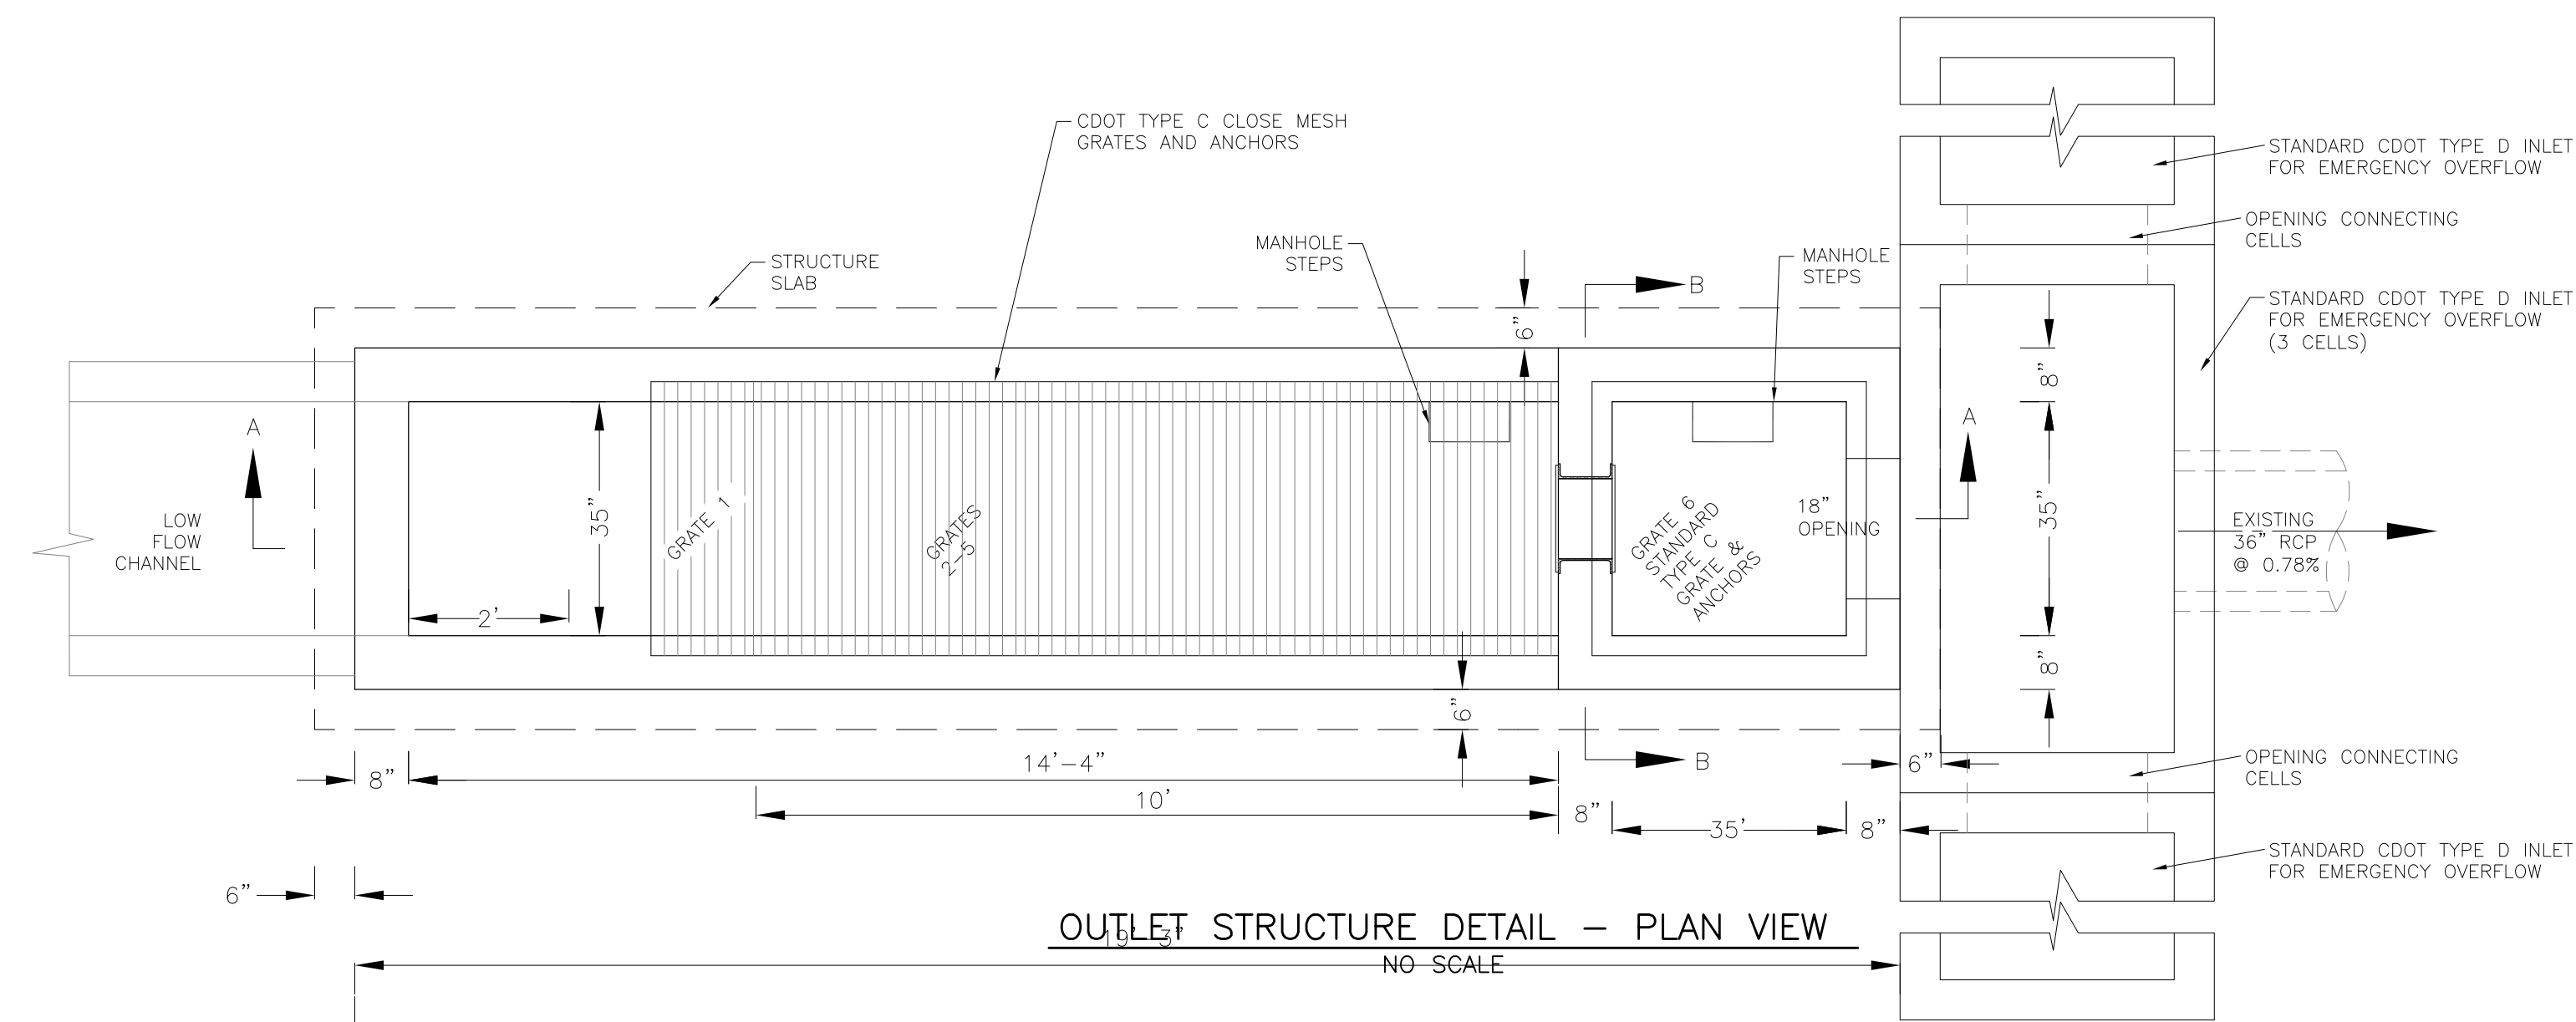 CDOT TYPE C CLOSE MESH
GRATES AND ANCHORS
STANDARD CDOT TYPE D INLET
FOR EMERGENCY OVERFLOW
OPENING CONNECTING
CELLS
MANHOLE
STEPS
MANHOLE
STEPS
STRUCTURE
SLAB
B
STANDARD CDOT TYPE D INLET
FOR EMERGENCY OVERFLOW
(3 CELLS)
6"
8"
A
A
LOW
FLOW
CHANNEL
35"
GRATE 1
GRATES
2-5
GRATE 6
STANDARD
TYPE C
GRATE &
ANCHORS
18"
OPENING
35"
EXISTING
36" RCP
@ 0.78%
2'
8"
6"
B
8"
14'-4"
6"
OPENING CONNECTING
CELLS
10'
8"
35'
8"
STANDARD CDOT TYPE D INLET
FOR EMERGENCY OVERFLOW
6"
OUTLET STRUCTURE DETAIL - PLAN VIEW
19'-3"
NO SCALE